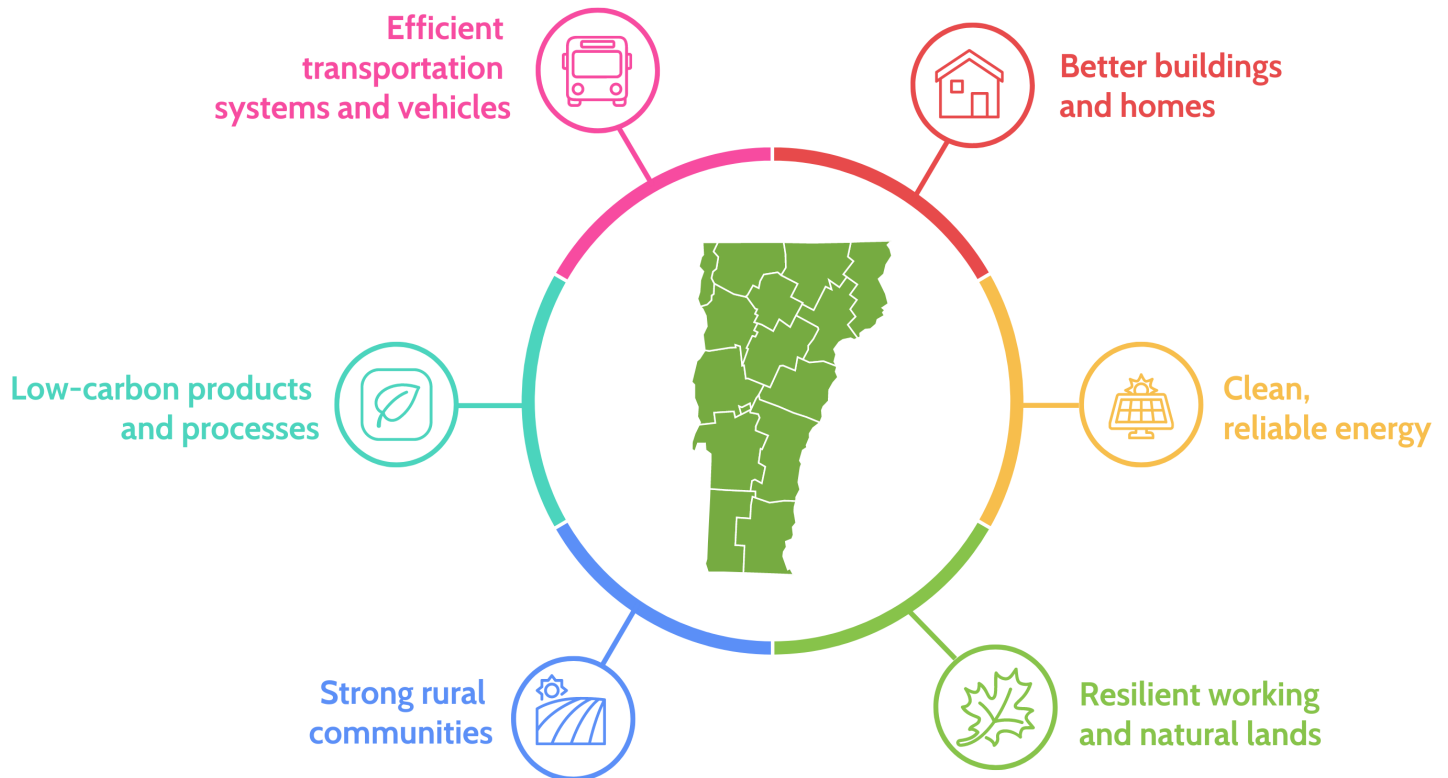 Efficient
transportation
systems and vehicles
Better buildings
and homes
Low-carbon products
and processes
Clean,
reliable energy
Strong rural
communities
Resilient working
and natural lands